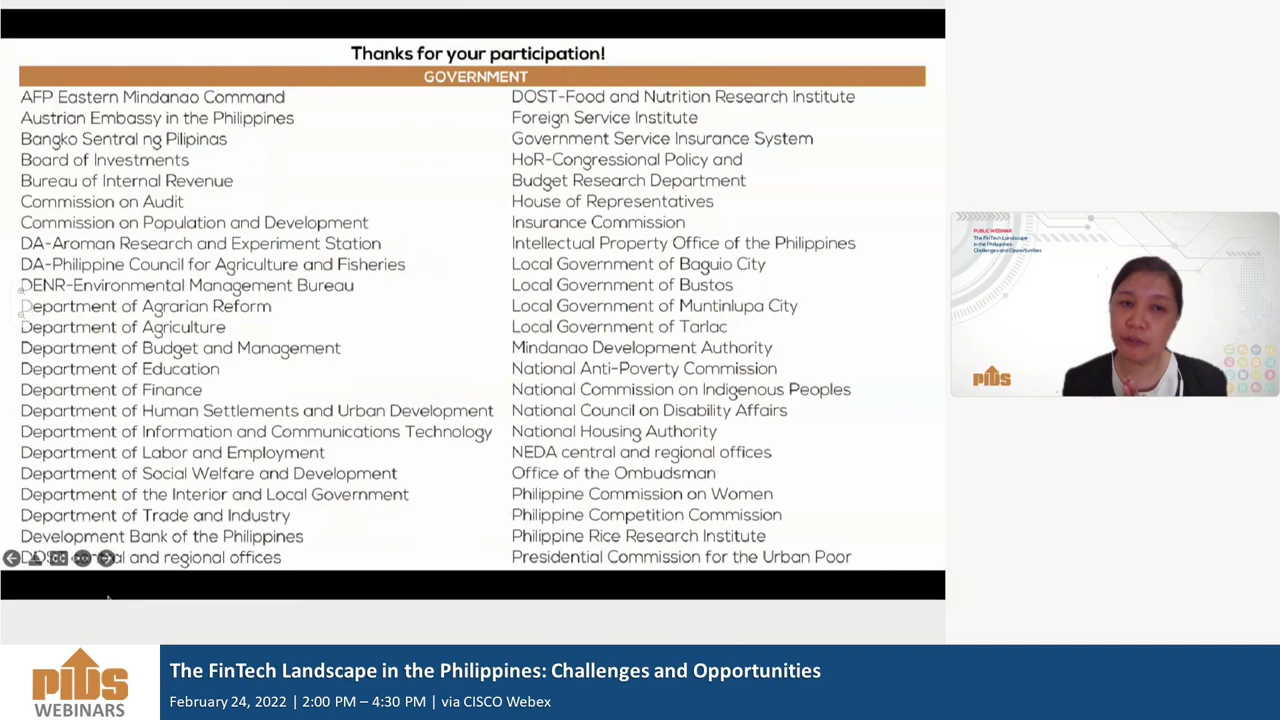 Thanks for your participation!
GOVERNMENT
AFP Eastern Mindanao Command
Austrian Embassy in the Philippines
Bangko Sentral ng Pilipinas
Board of Investments
Bureau of Internal Revenue
Commission on Audit
Commission on Population and Development
DA-Aroman Research and Experiment Station
DA-Philippine Council for Agriculture and Fisheries
DENR-Environmental Management Bureau
Department of Agrarian Reform
Department of Agriculture
Department of Budget and Management
Department of Education
Department of Finance
Department of Human Settlements and Urban Development
Department of Information and Communications Technology
Department of Labor and Employment
Department of Social Welfare and Development
Department of the Interior and Local Government
Department of Trade and Industry
Development Bank of the Philippines
and regional offices
DOST-Food and Nutrition Research Institute
Foreign Service Institute
Government Service Insurance System
HoR-Congressional Policy and
Budget Research Department
House of Representatives
Insurance Commission
Intellectual Property Office of the Philippines
Local Government of Baguio City
Local Government of Bustos
Local Government of Muntinlupa City
Local Government of Tarlac
Mindanao Development Authority
National Anti-Poverty Commission
National Commission on Indigenous Peoples
National Council on Disability Affairs
National Housing Authority
NEDA central and regional offices
Office of the Ombudsman
Philippine Commission on Women
Philippine Competition Commission
Philippine Rice Research Institute
Presidential Commission for the Urban Poor
CC
PUBLIC WEBINAR
The FinTech Landscape
in the Philippines:
Challenges and Opportunities
PIDS
PIDS
WEBINARS
The FinTech Landscape in the Philippines: Challenges and Opportunities
February 24, 2022 | 2:00 PM – 4:30 PM | via CISCO Webex